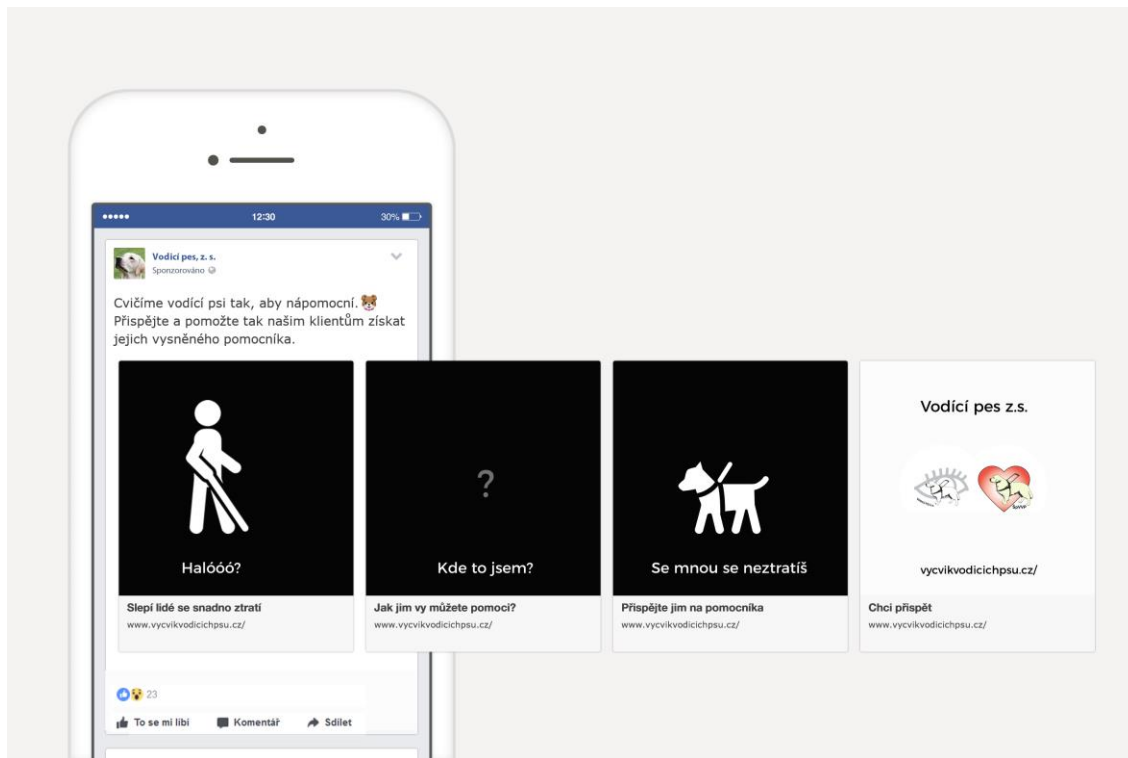 12:30
30%
Vodicí pes, z. s.
Sponzorováno
Cvičíme vodící psi tak, aby nápomocní.
Přispějte a pomožte tak našim klientům získat
jejich vysněného pomocníka.
Halóóó?
Slepí lidé se snadno ztratí
www.vycvikvodicichpsu.cz/
?
Kde to jsem?
Jak jim vy můžete pomoci?
www.vycvikvodicichpsu.cz/
Se mnou se neztratíš
Přispějte jim na pomocníka
www.vycvikvodicichpsu.cz/
Vodící pes z.s.
vycvikvodicichpsu.cz/
Chci přispět
www.vycvikvodicichpsu.cz/
23
To se mi líbí
Komentář
Sdílet